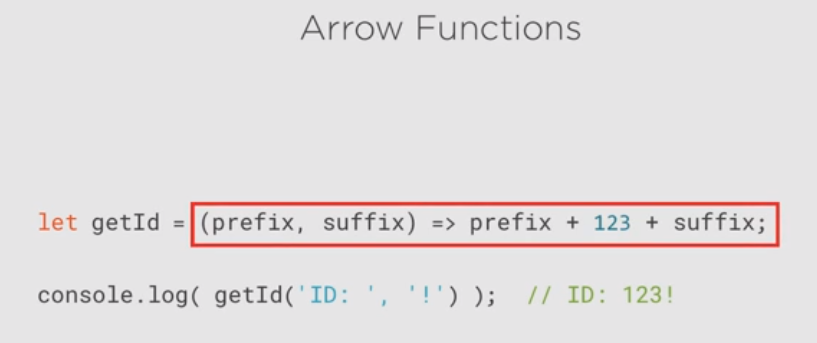 Arrow Functions
let getId = (prefix, suffix) => prefix + 123 + suffix;
console.log( getId('ID: ', '!') );  // ID: 123!